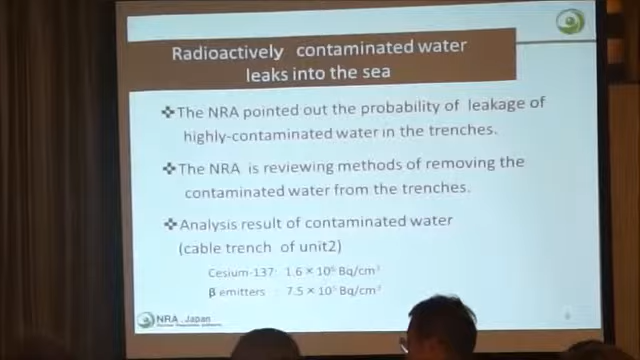 Radioactively contaminated water
leaks into the sea
❖The NRA pointed out the probability of leakage of
highly-contaminated water in the trenches.
❖The NRA is reviewing methods of removing the
contaminated water from the trenches.
❖Analysis result of contaminated water
(cable trench of unit2)
Cesium-137: 1.6 × 10 Bq/cm³
β emitters : 7.5 × 10 Bq/cm³
NRA, Japan